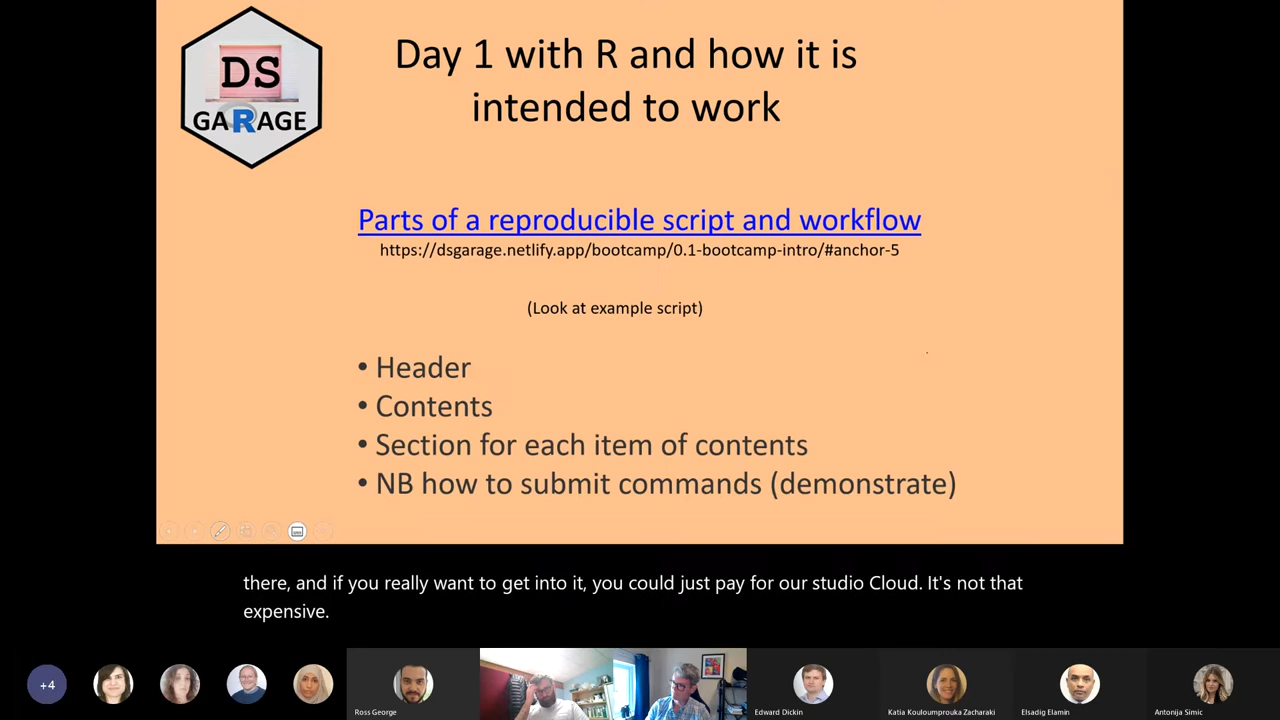 DS
GARAGE
Day 1 with R and how it is
intended to work
Parts of a reproducible script and workflow
https://dsgarage.netlify.app/bootcamp/0.1-bootcamp-intro/#anchor-5
(Look at example script)
• Header
• Contents
• Section for each item of contents
• NB how to submit commands (demonstrate)
there, and if you really want to get into it, you could just pay for our studio Cloud. It's not that
expensive.
+4
Ross George
Edward Dickin
Katia Kouloumprouka Zacharaki
Elsadig Elamin
Antonija Simic